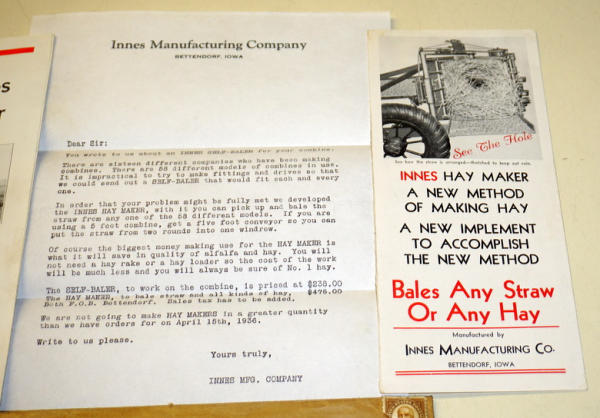 s
r
Innes Manufacturing Company
BETTENDORF, IOWA
Dear Sir:
You wrote to us about an INNES SELF-BALER for your combine.
There are sixteen different companies who have been making
combines. There are 58 different models of combines in use.
It is impractical to try to make fittings and drives so that
we could send out a SELF-BALER that would fit each and every
one.
In order that your problem might be fully met we developed
the INNES HAY MAKER, with it you can pick up and bale the
straw from any one of the 58 different models. If you are
using a 5 foot combine, get a five foot conveyor so you can
put the straw from two rounds into one windrow.
Of course the biggest money making use for the HAY MAKER is
what it will save in quality of alfalfa and hay. You will
not need a hay rake or a hay loader so the cost of the work
will be much less and you will always be sure of No. 1 hay.
The SELF-BALER, to work on the combine, is priced at $238.00
The HAY MAKER, to bale straw and all kinds of hay, $476.00
Both F.O.B. Bettendorf. Sales tax has to be added.
We are not going to make HAY MAKERS in a greater quantity
than we have orders for on April 15th, 1936.
Write to us please.
Yours truly,
INNES MFG. COMPANY
See The Hole
See how the straw is arranged—thatched to keep out rain.
INNES HAY MAKER
A NEW METHOD
OF MAKING HAY
A NEW IMPLEMENT
TO ACCOMPLISH
THE NEW METHOD
Bales Any Straw
Or Any Hay
Manufactured by
INNES MANUFACTURING CO.
BETTENDORF, IOWA